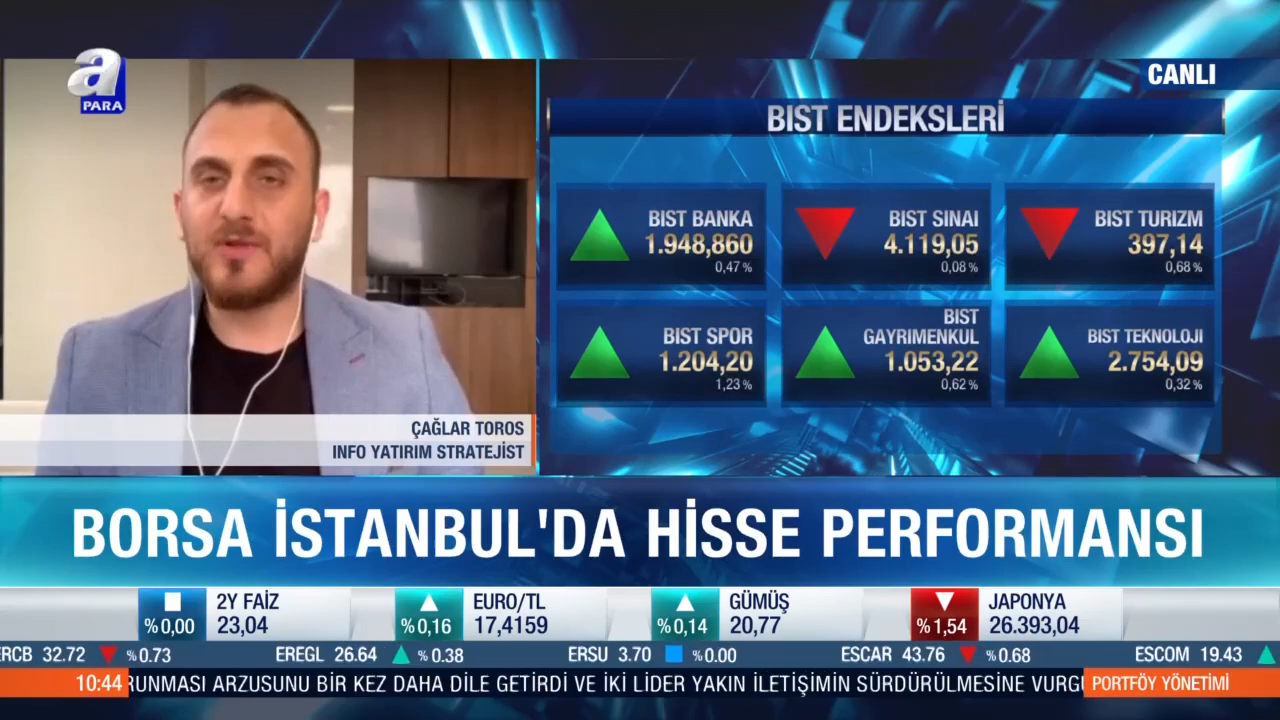 a
PARA
CANLI
BIST ENDEKSLERİ
BIST BANKA
1.948,860
0,47 %
BIST SINAI
4.119,05
0,08 %
BIST TURIZM
397,14
0,68 %
BIST SPOR
1.204,20
1,23 %
BIST
GAYRIMENKUL
1.053,22
0,62 %
BIST TEKNOLOJI
2.754,09
0,32 %
ÇAĞLAR TOROS
INFO YATIRIM STRATEJİST
BORSA İSTANBUL'DA HİSSE PERFORMANSI
%0,00 2Y FAİZ 23,04
%0,16 EURO/TL 17,4159
%0,14 GÜMÜŞ 20,77
%1,54 JAPONYA 26.393,04
ERCB 32.72 %0.73 EREGL 26.64 %0.38 ERSU 3.70 %0.00 ESCAR 43.76 %0.68 ESCOM 19.43
10:44 RUNMASI ARZUSUNU BİR KEZ DAHA DİLE GETİRDİ VE İKİ LİDER YAKIN İLETİŞİMİN SÜRDÜRÜLMESİNE VURGU PORTFÖY YÖNETİMİ